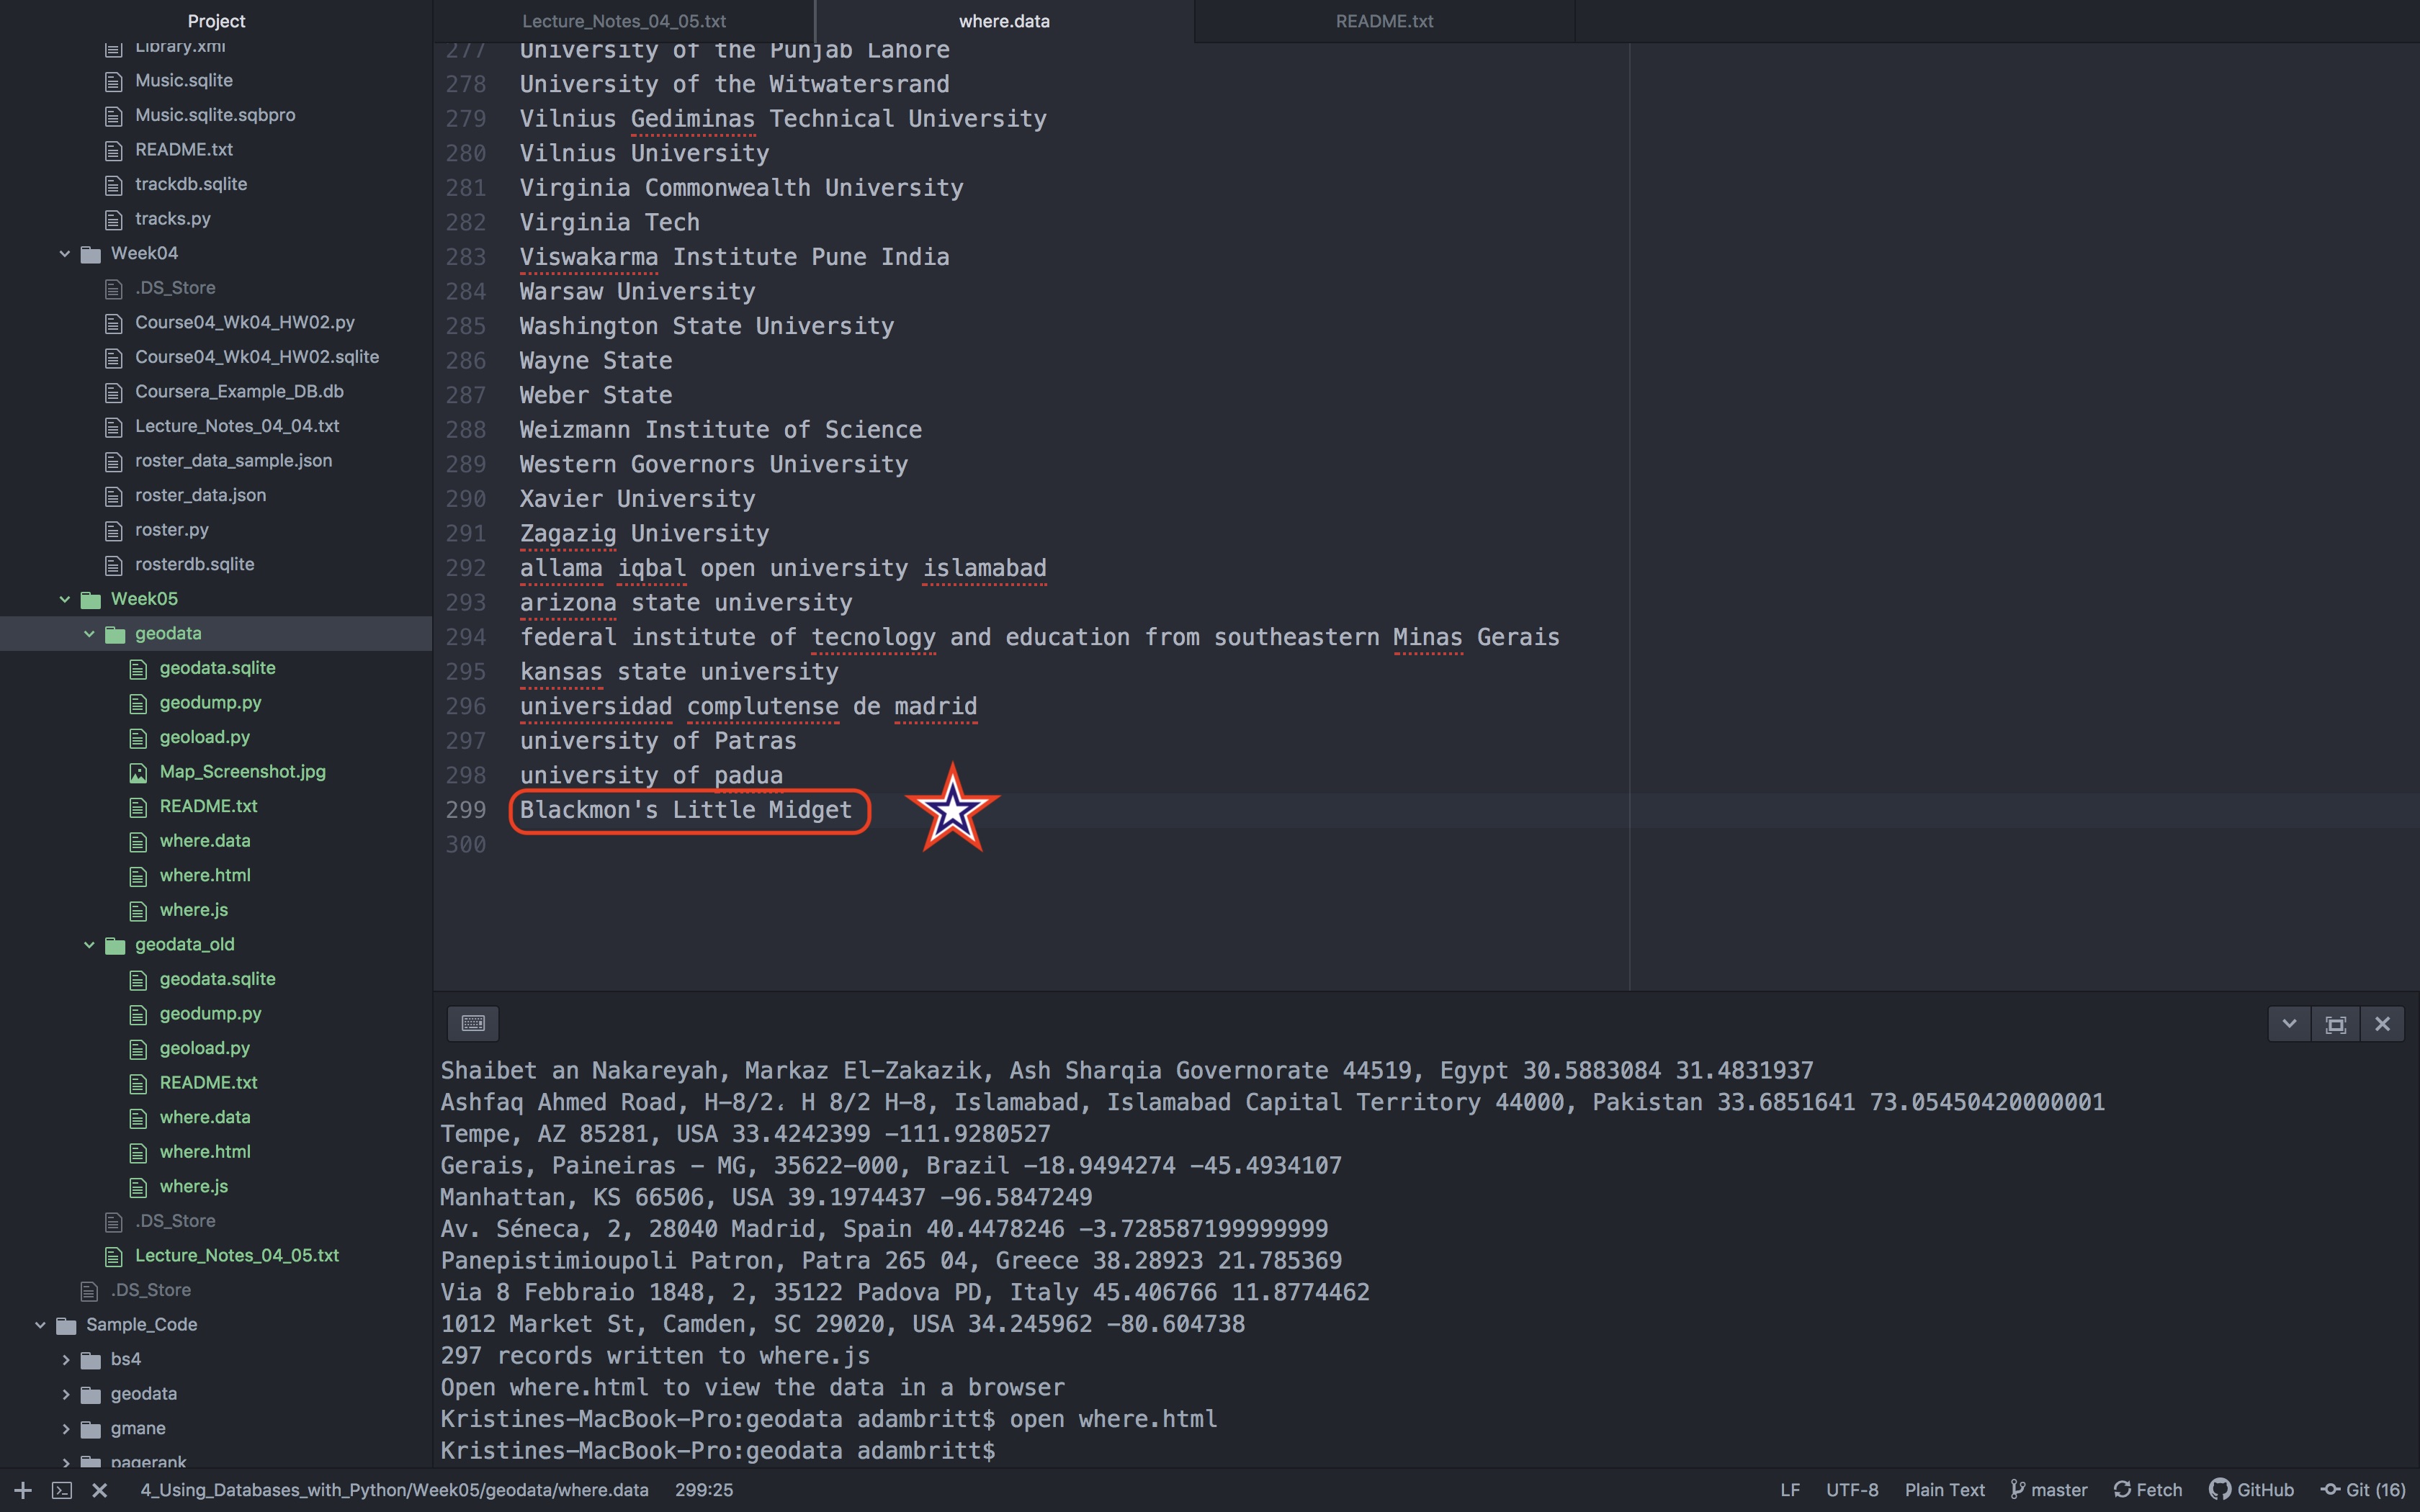 Project
Library.xml
Music.sqlite
Music.sqlite.sqbpro
README.txt
trackdb.sqlite
tracks.py
Week04
.DS_Store
Course04_Wk04_HW02.py
Course04_Wk04_HW02.sqlite
Coursera_Example_DB.db
Lecture_Notes_04_04.txt
roster_data_sample.json
roster_data.json
roster.py
rosterdb.sqlite
Week05
geodata
geodata.sqlite
geodump.py
geoload.py
Map_Screenshot.jpg
README.txt
where.data
where.html
where.js
geodata_old
geodata.sqlite
geodump.py
geoload.py
README.txt
where.data
where.html
where.js
.DS_Store
Lecture_Notes_04_05.txt
.DS_Store
Sample_Code
bs4
geodata
gmane
pagerank
Lecture_Notes_04_05.txt where.data README.txt
277 University of the Punjab Lahore
278 University of the Witwatersrand
279 Vilnius Gediminas Technical University
280 Vilnius University
281 Virginia Commonwealth University
282 Virginia Tech
283 Viswakarma Institute Pune India
284 Warsaw University
285 Washington State University
286 Wayne State
287 Weber State
288 Weizmann Institute of Science
289 Western Governors University
290 Xavier University
291 Zagazig University
292 allama iqbal open university islamabad
293 arizona state university
294 federal institute of tecnology and education from southeastern Minas Gerais
295 kansas state university
296 universidad complutense de madrid
297 university of Patras
298 university of padua
299 Blackmon's Little Midget
300
Shaibet an Nakareyah, Markaz El-Zakazik, Ash Sharqia Governorate 44519, Egypt 30.5883084 31.4831937
Ashfaq Ahmed Road, H-8/2، H 8/2 H-8, Islamabad, Islamabad Capital Territory 44000, Pakistan 33.6851641 73.05450420000001
Tempe, AZ 85281, USA 33.4242399 -111.9280527
Gerais, Paineiras - MG, 35622-000, Brazil -18.9494274 -45.4934107
Manhattan, KS 66506, USA 39.1974437 -96.5847249
Av. Séneca, 2, 28040 Madrid, Spain 40.4478246 -3.728587199999999
Panepistimioupoli Patron, Patra 265 04, Greece 38.28923 21.785369
Via 8 Febbraio 1848, 2, 35122 Padova PD, Italy 45.406766 11.8774462
1012 Market St, Camden, SC 29020, USA 34.245962 -80.604738
297 records written to where.js
Open where.html to view the data in a browser
Kristines-MacBook-Pro:geodata adambritt$ open where.html
Kristines-MacBook-Pro:geodata adambritt$
4_Using_Databases_with_Python/Week05/geodata/where.data 299:25 LF UTF-8 Plain Text master Fetch GitHub Git (16)